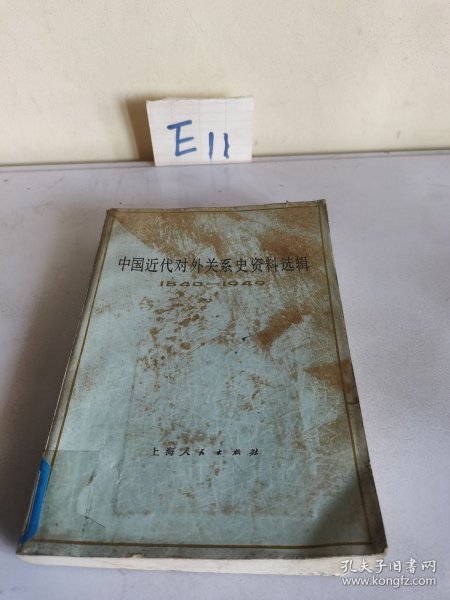 E11
中国近代对外关系史资料选辑
1840—1949
上海人民出版社
孔夫子旧书网
www.kongfz.com